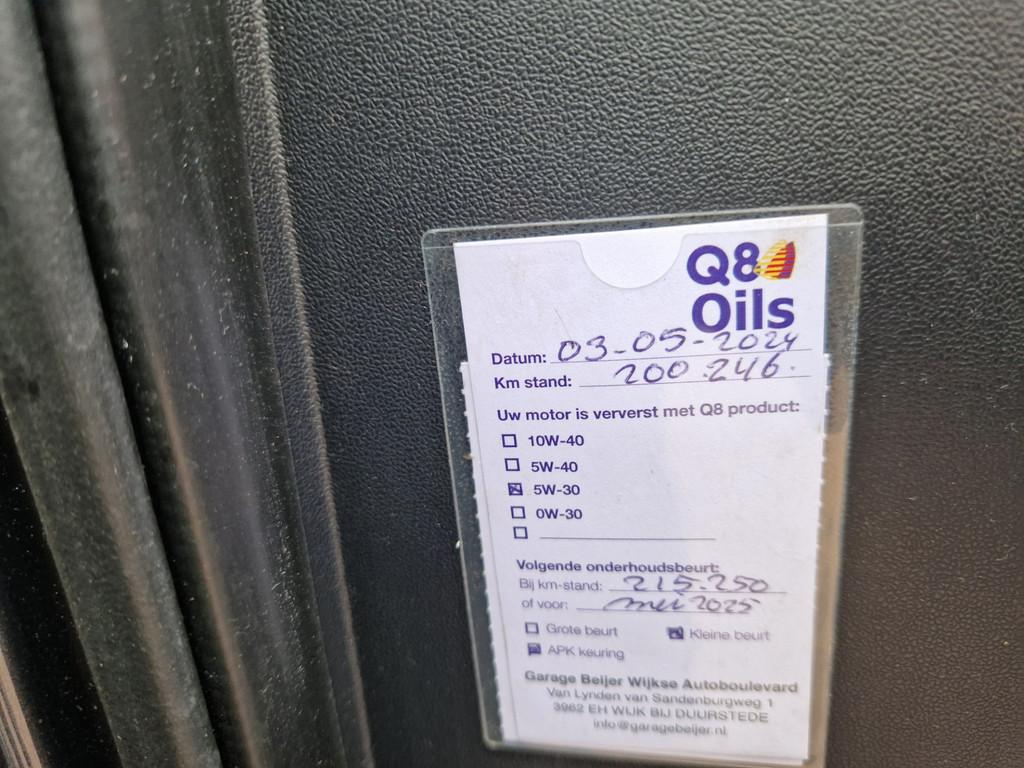 Q8
Oils
Datum: 03-05-2024
Km stand: 200.246.
Uw motor is ververst met Q8 product:
10W-40
5W-40
5W-30
0W-30
Volgende onderhoudsbeurt:
Bij km-stand: 215.250
of voor: mei 2025
Grote beurt Kleine beurt
APK keuring
Garage Beijer Wijkse Autoboulevard
Van Lynden van Sandenburgweg 1
3962 EH WIJK BIJ DUURSTEDE
info@garagebeijer.nl